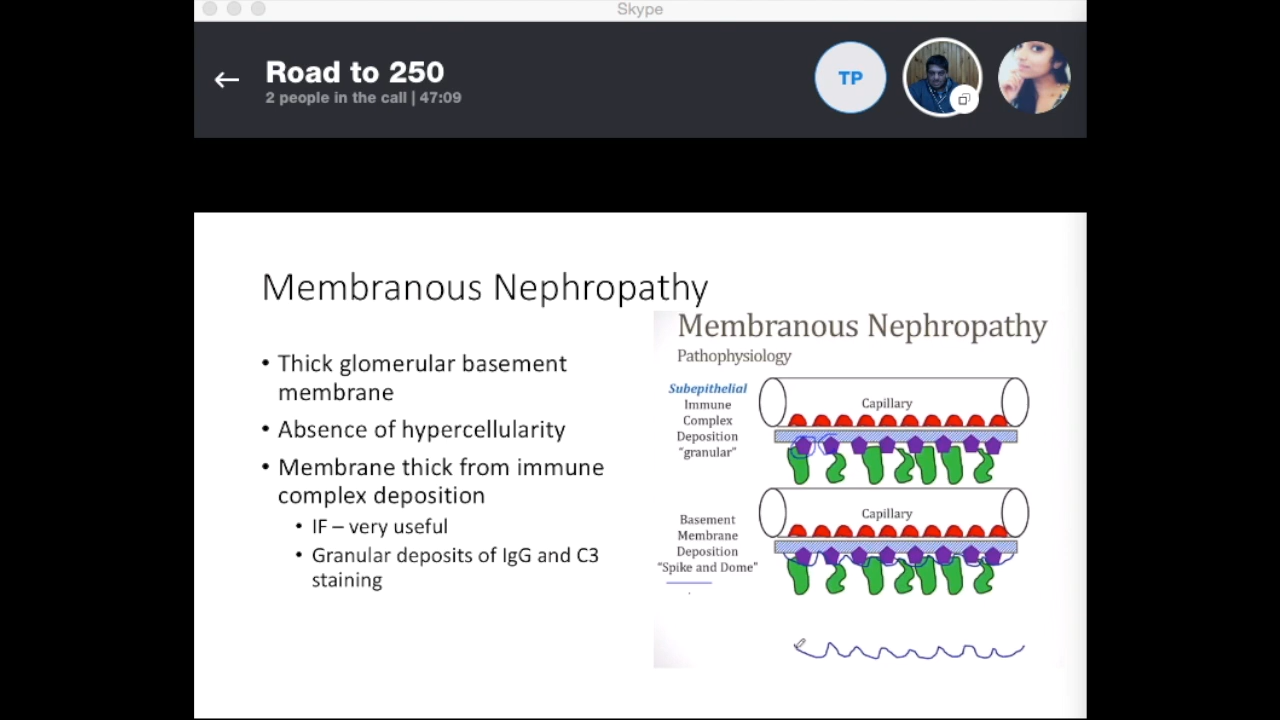 Skype
Road to 250
2 people in the call | 47:09
TP
Membranous Nephropathy
• Thick glomerular basement
membrane
• Absence of hypercellularity
• Membrane thick from immune
complex deposition
• IF – very useful
• Granular deposits of IgG and C3
staining
Membranous Nephropathy
Pathophysiology
Subepithelial
Immune
Complex
Deposition
"granular"
Capillary
Basement
Membrane
Deposition
"Spike and Dome"
Capillary